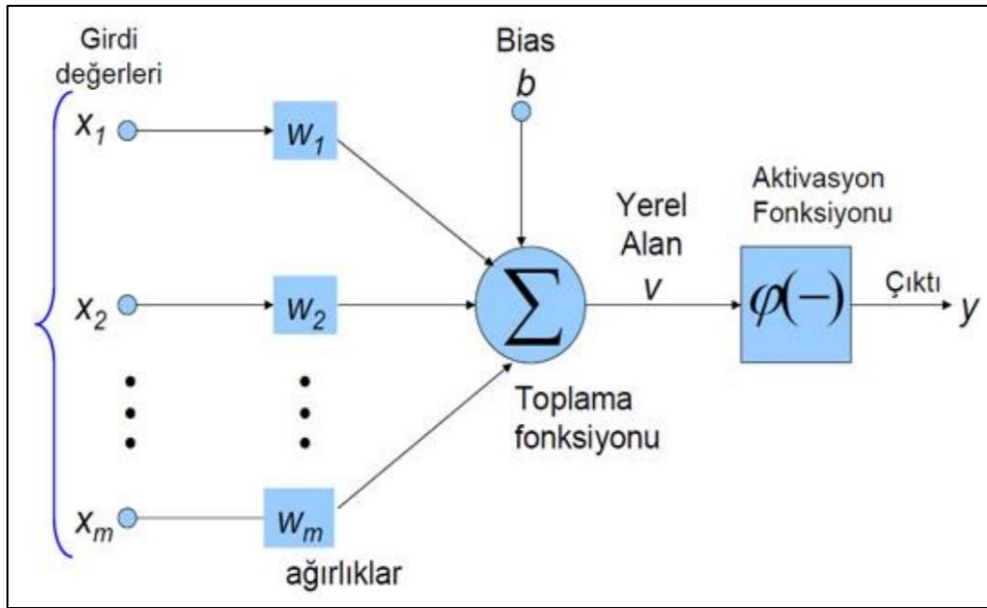 Girdi
değerleri
x1
w1
x2
w2
xm
wm
ağırlıklar
Bias
b
∑
Toplama
fonksiyonu
Yerel
Alan
v
Aktivasyon
Fonksiyonu
φ(−)
Çıktı
y